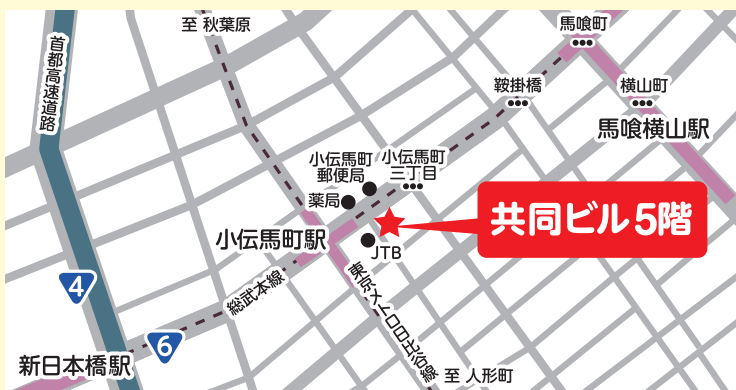 至 秋葉原
馬喰町
首都高速道路
鞍掛橋
横山町
馬喰横山駅
小伝馬町
郵便局
小伝馬町
三丁目
薬局
共同ビル5階
小伝馬町駅
JTB
4
総武本線
東京メトロ日比谷線
6
新日本橋駅
至 人形町